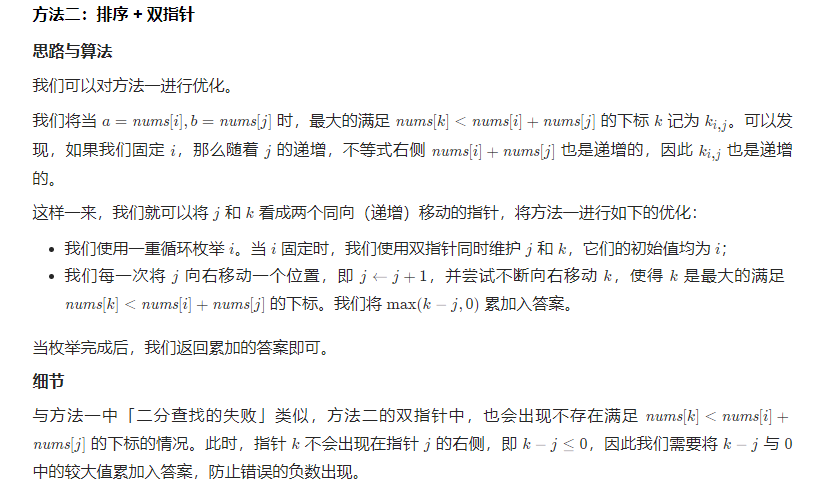 方法二：排序 + 双指针
思路与算法
我们可以对方法一进行优化。
我们将当 a = nums[i], b = nums[j] 时，最大的满足 nums[k] < nums[i] + nums[j] 的下标 k 记为 k_{i,j}。可以发
现，如果我们固定 i，那么随着 j 的递增，不等式右侧 nums[i] + nums[j] 也是递增的，因此 k_{i,j} 也是递增
的。
这样一来，我们就可以将 j 和 k 看成两个同向（递增）移动的指针，将方法一进行如下的优化：
• 我们使用一重循环枚举 i。当 i 固定时，我们使用双指针同时维护 j 和 k，它们的初始值均为 i；
• 我们每一次将 j 向右移动一个位置，即 j ← j + 1，并尝试不断向右移动 k，使得 k 是最大的满足
nums[k] < nums[i] + nums[j] 的下标。我们将 max(k − j, 0) 累加入答案。
当枚举完成后，我们返回累加的答案即可。
细节
与方法一中「二分查找的失败」类似，方法二的双指针中，也会出现不存在满足 nums[k] < nums[i] +
nums[j] 的下标的情况。此时，指针 k 不会出现在指针 j 的右侧，即 k − j ≤ 0，因此我们需要将 k − j 与 0
中的较大值累加入答案，防止错误的负数出现。